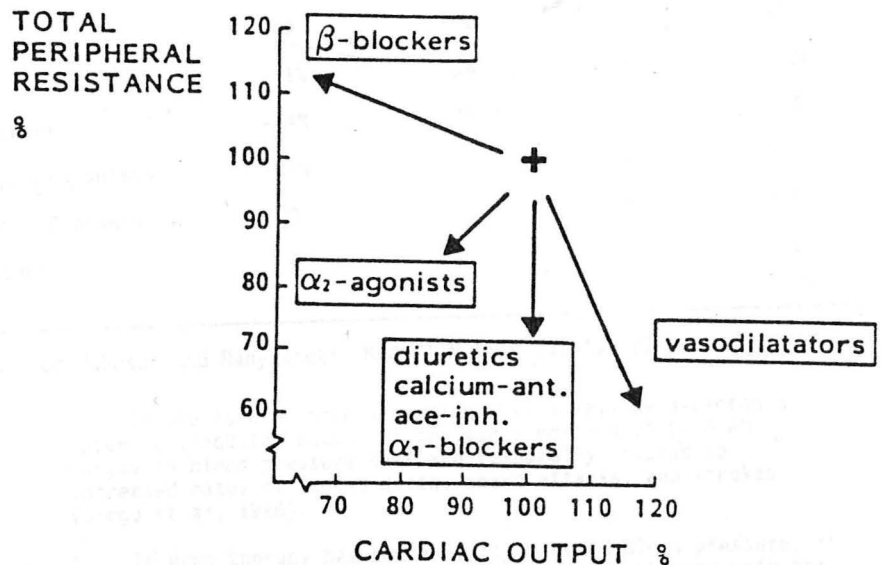 TOTAL
PERIPHERAL
RESISTANCE
%
120
110
100
90
80
70
60
β-blockers
α₂-agonists
diuretics
calcium-ant.
ace-inh.
α₁-blockers
vasodilatators
70 80 90 100 110 120
CARDIAC OUTPUT %